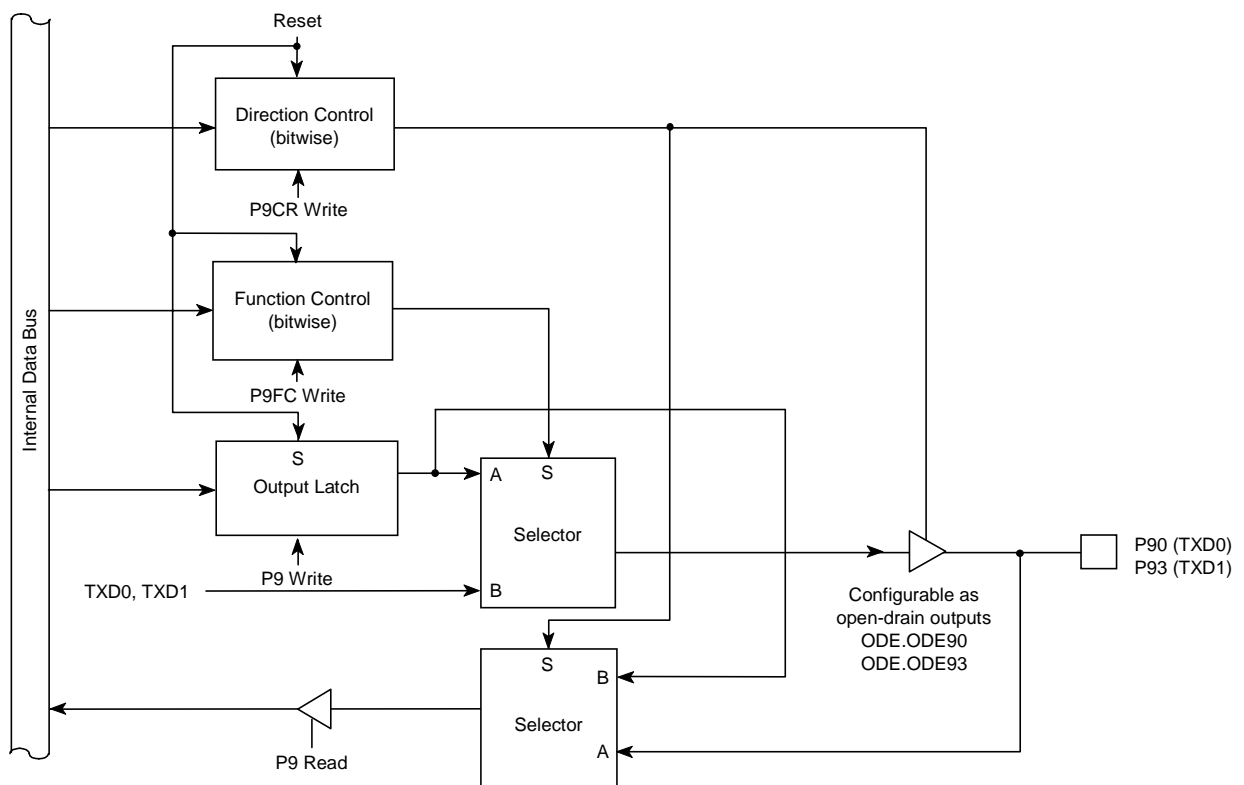 Reset
Direction Control
(bitwise)
P9CR Write
Internal Data Bus
Function Control
(bitwise)
P9FC Write
S
Output Latch
P9 Write
TXD0, TXD1
A
S
Selector
B
P90 (TXD0)
P93 (TXD1)
Configurable as
open-drain outputs
ODE.ODE90
ODE.ODE93
S
B
Selector
A
P9 Read